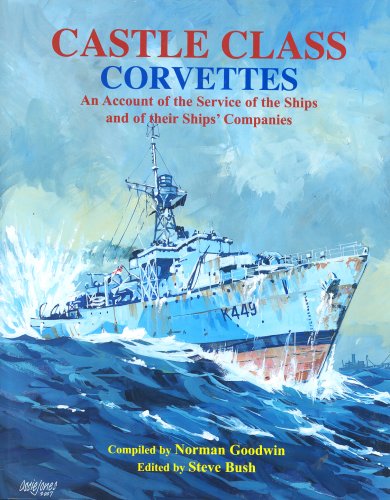 CASTLE CLASS
CORVETTES
An Account of the Service of the Ships
and of their Ships' Companies
K449
Compiled by Norman Goodwin
Edited by Steve Bush
2007